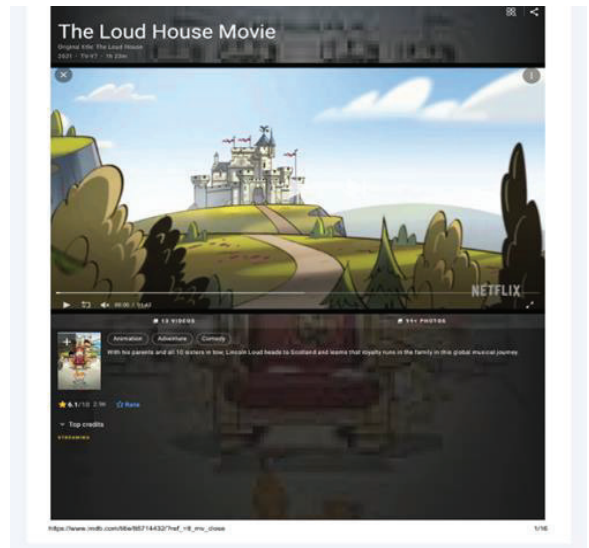 The Loud House Movie
Original title: The Loud House
2021 · TV-Y7 · 1h 23m
NETFLIX
13 VIDEOS
99+ PHOTOS
Animation
Adventure
Comedy
With his parents and all 10 sisters in tow, Lincoln Loud heads to Scotland and learns that royalty runs in the family in this global musical journey.
6.1/10
Rate
Top credits
STREAMING
1/16